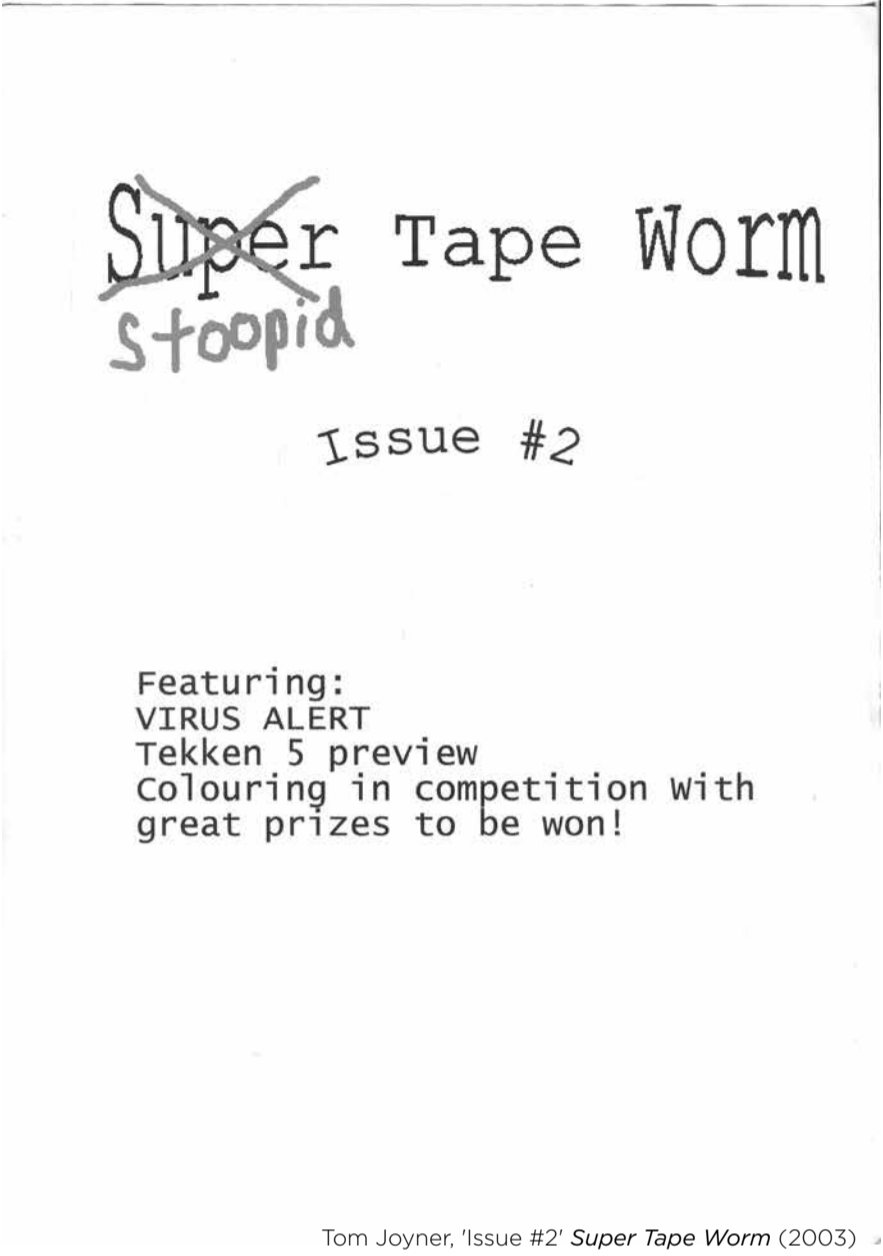 Super Tape Worm
Stoopid
Issue #2
Featuring:
VIRUS ALERT
Tekken 5 preview
Colouring in competition With
great prizes to be won!
Tom Joyner, 'Issue #2' Super Tape Worm (2003)